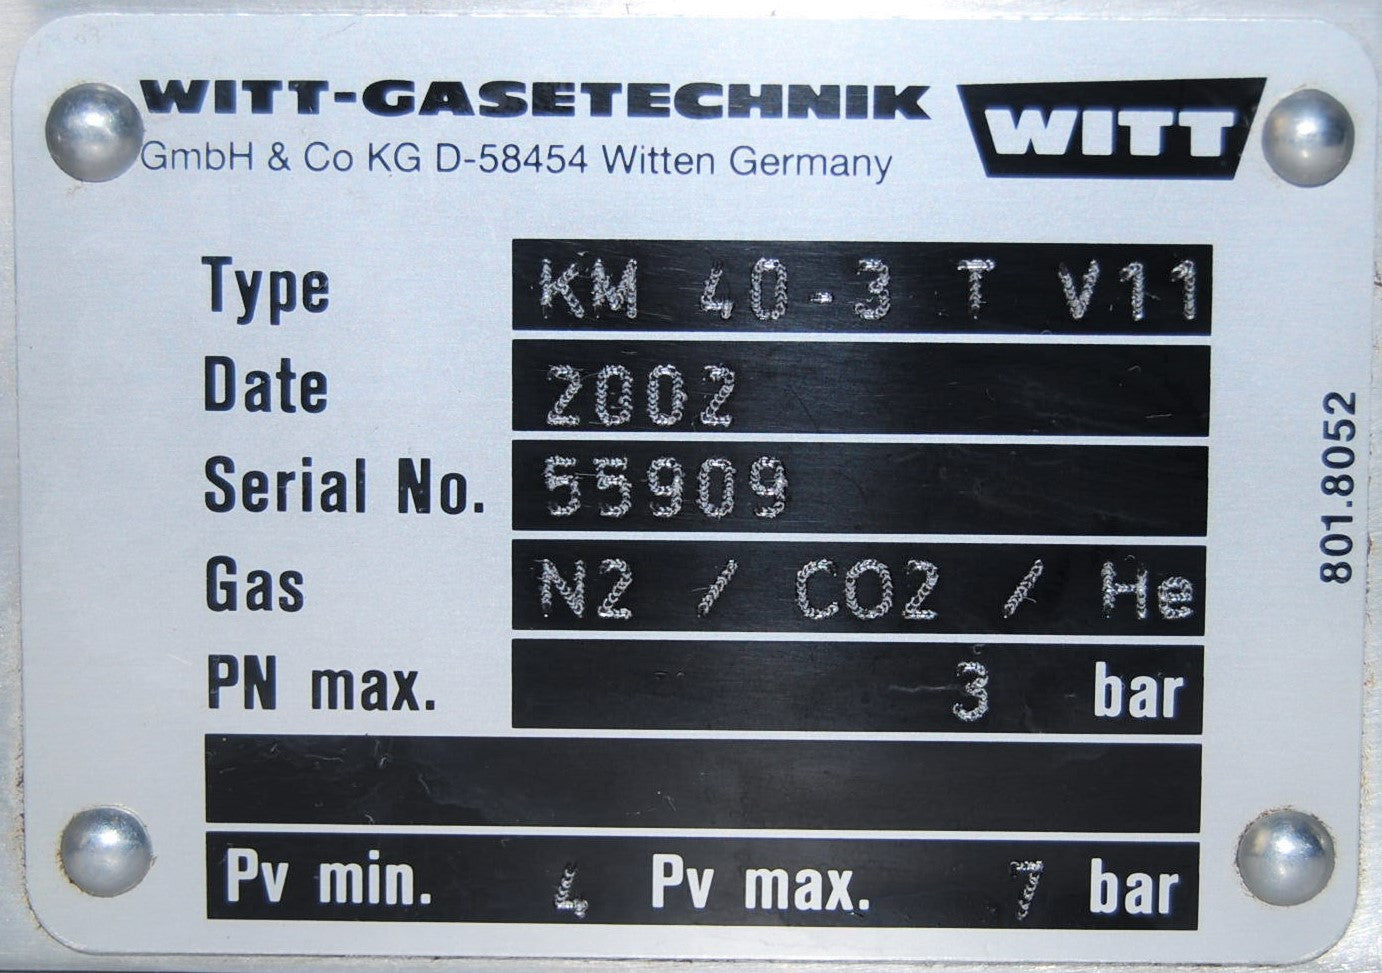 WITT-GASETECHNIK
GmbH & Co KG D-58454 Witten Germany
WITT
Type KM 40-3 T V11
Date 2002
Serial No. 55909
Gas N2 / CO2 / He
PN max. 3 bar
Pv min. 4 Pv max. 7 bar
801.8052